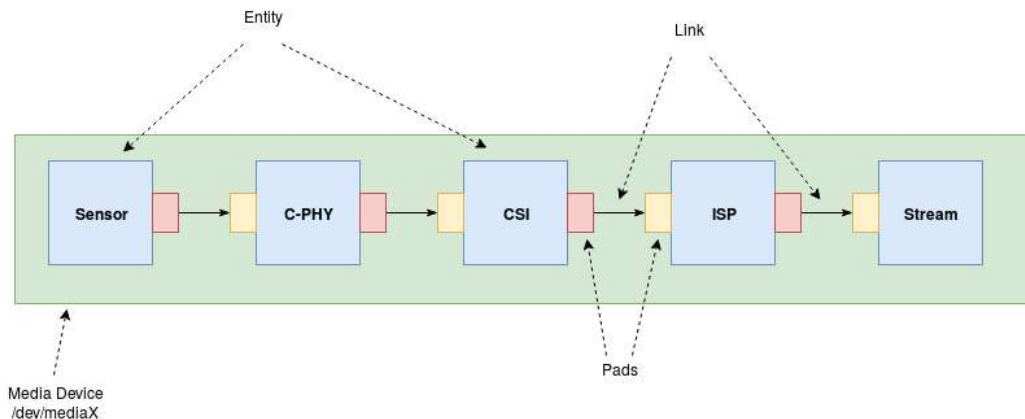 Entity
Link
Sensor
C-PHY
CSI
ISP
Stream
Pads
Media Device
/dev/mediaX